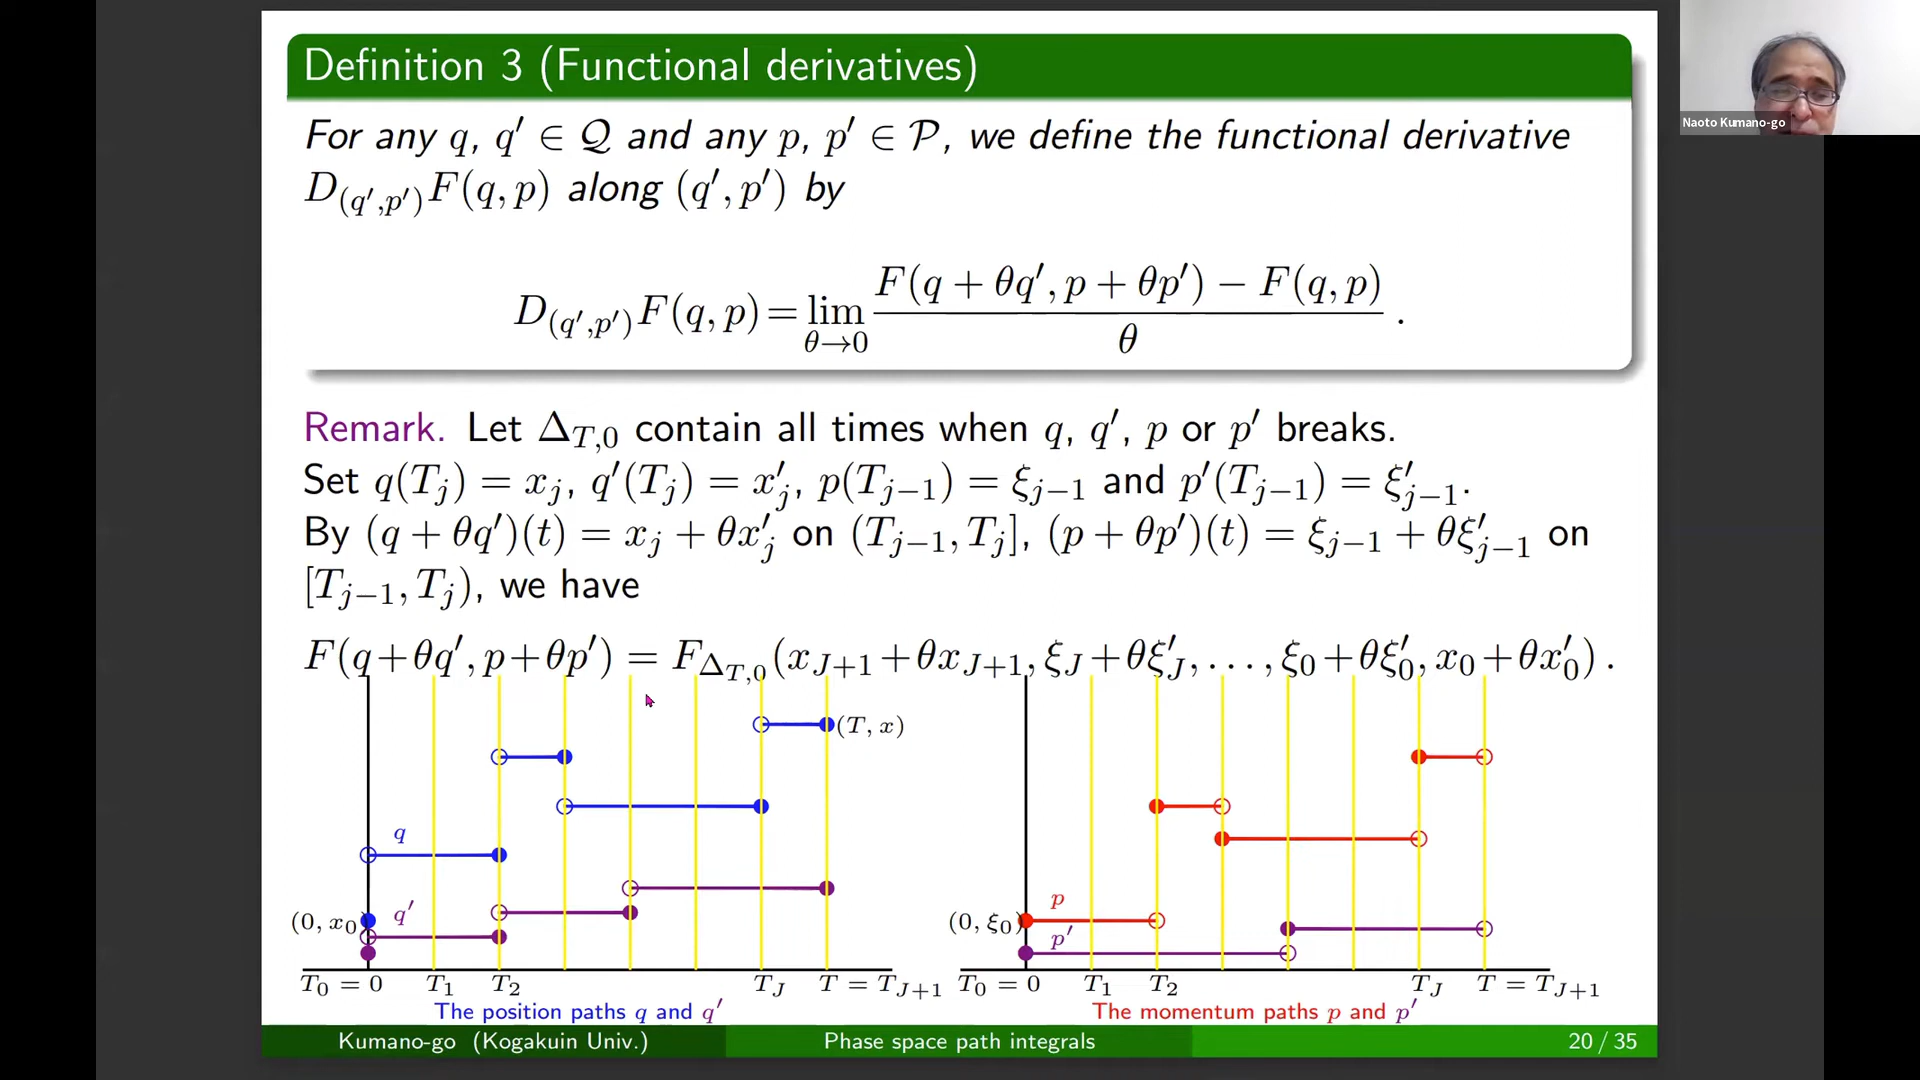 Definition 3 (Functional derivatives)
Naoto Kumano-go
For any q, q′ ∈ 𝒬 and any p, p′ ∈ 𝒫, we define the functional derivative
D_{(q′,p′)}F(q, p) along (q′, p′) by
D_{(q′,p′)}F(q, p) = lim_{θ→0} \frac{F(q + θq′, p + θp′) − F(q, p)}{θ} .
Remark. Let Δ_{T,0} contain all times when q, q′, p or p′ breaks.
Set q(T_j) = x_j, q′(T_j) = x′_j, p(T_{j−1}) = ξ_{j−1} and p′(T_{j−1}) = ξ′_{j−1}.
By (q + θq′)(t) = x_j + θx′_j on (T_{j−1}, T_j], (p + θp′)(t) = ξ_{j−1} + θξ′_{j−1} on
[T_{j−1}, T_j), we have
F(q+θq′, p+θp′) = F_{Δ_{T,0}}(x_{J+1}+θx_{J+1}, ξ_J+θξ′_J, . . . , ξ_0+θξ′_0, x_0+θx′_0) .
(T, x)
q
(0, x_0)
q′
T_0 = 0 T_1 T_2 T_J T = T_{J+1}
The position paths q and q′
p
(0, ξ_0)
p′
T_0 = 0 T_1 T_2 T_J T = T_{J+1}
The momentum paths p and p′
Kumano-go (Kogakuin Univ.) Phase space path integrals 20 / 35